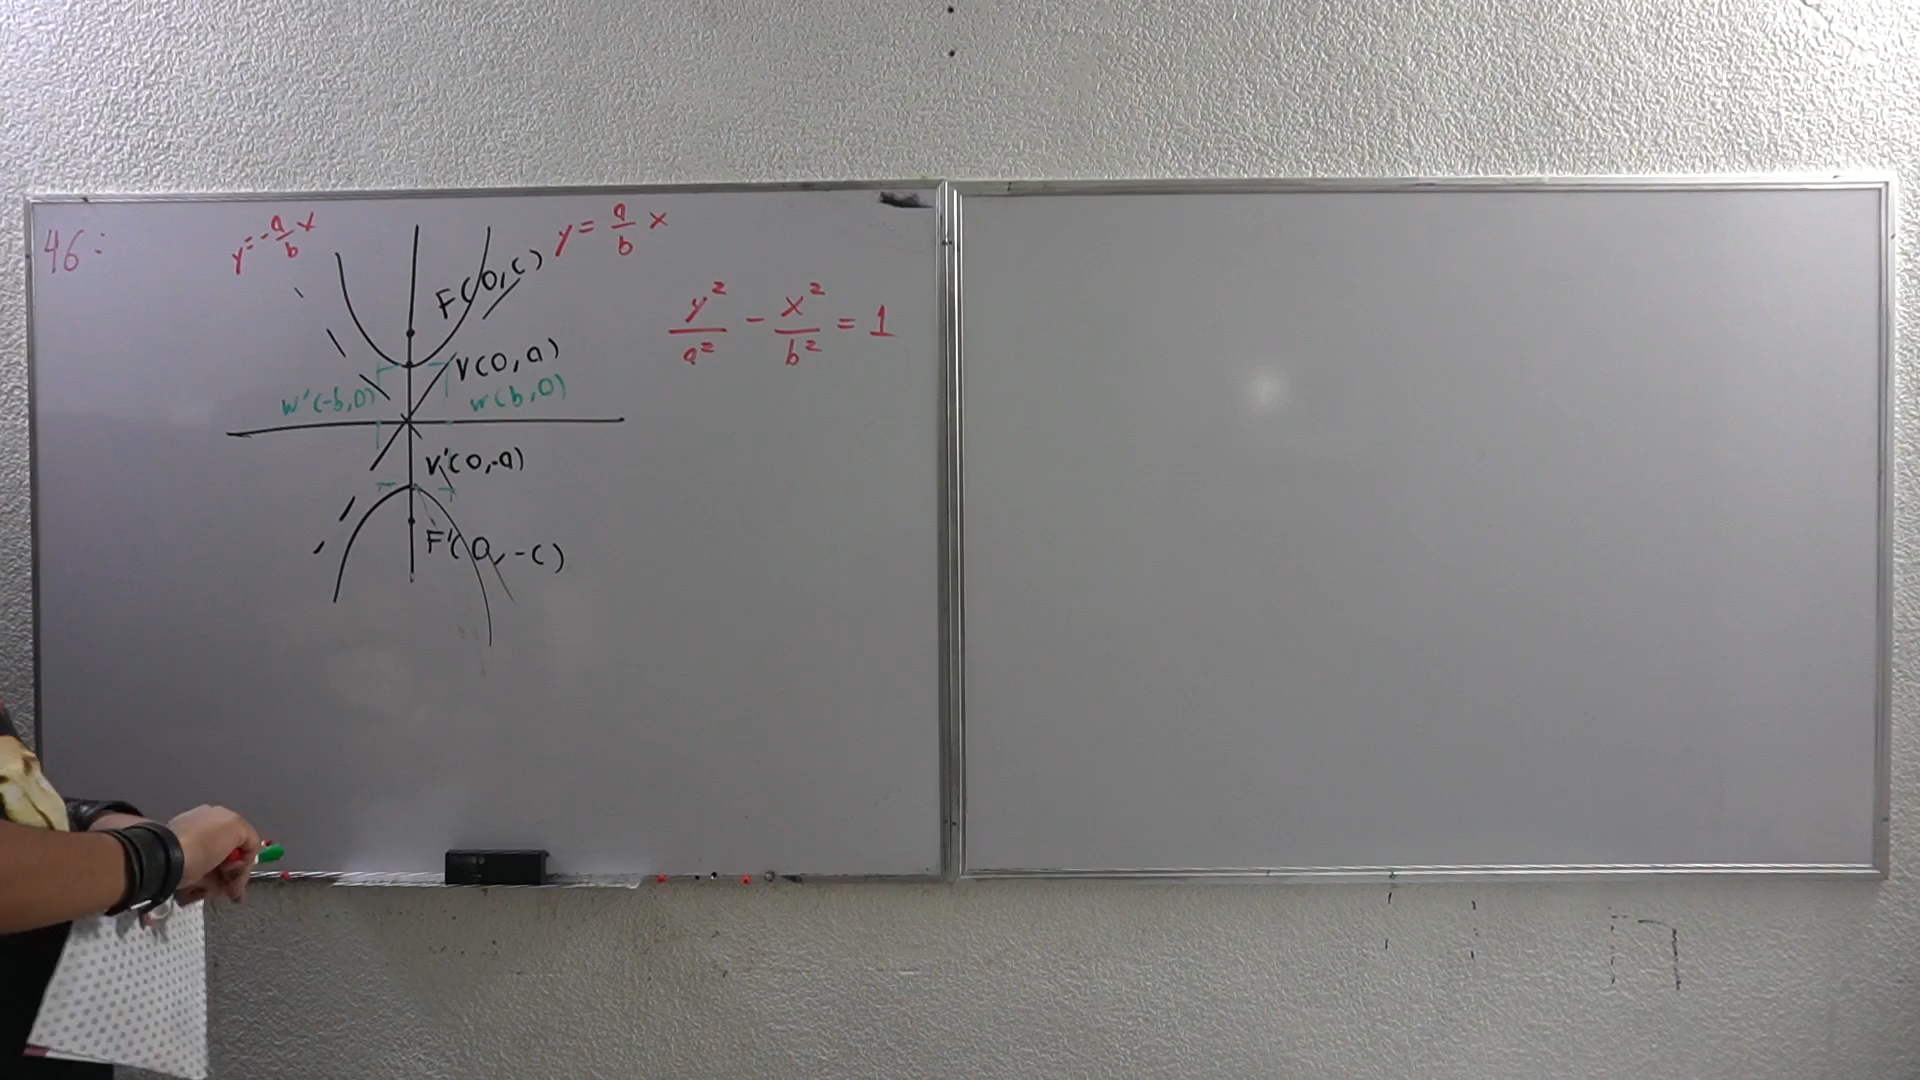 46:
y=-a/b x
y = a/b x
F(0,c)
y²/a² - x²/b² = 1
V(0,a)
w'(-b,0)
w(b,0)
V'(0,-a)
F'(0,-c)